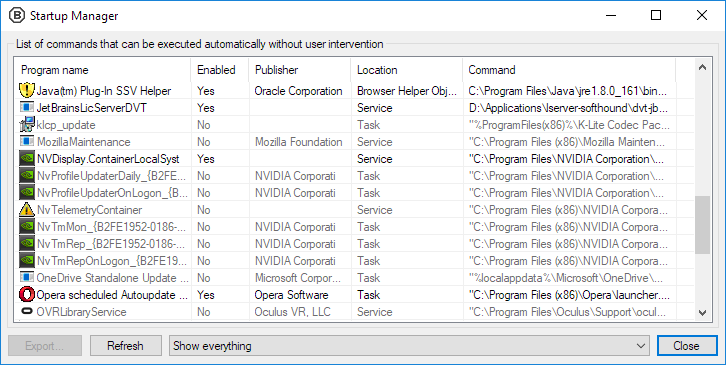 Startup Manager
List of commands that can be executed automatically without user intervention
Program name Enabled Publisher Location Command
Java(tm) Plug-In SSV Helper Yes Oracle Corporation Browser Helper Obj... C:\Program Files\Java\jre1.8.0_161\bin...
JetBrainsLicServerDVT Yes Service D:\Applications\lserver-softhound\dvt-jb...
klcp_update No Task "%ProgramFiles(x86)%\K-Lite Codec Pac...
MozillaMaintenance No Mozilla Foundation Service "C:\Program Files (x86)\Mozilla Mainten...
NVDisplay.ContainerLocalSyst Yes Service "C:\Program Files\NVIDIA Corporation\...
NvProfileUpdaterDaily_{B2FE... No NVIDIA Corporati Task "C:\Program Files\NVIDIA Corporation\...
NvProfileUpdaterOnLogon_{B2F... No NVIDIA Corporati Task "C:\Program Files\NVIDIA Corporation\...
NvTelemetryContainer No Service "C:\Program Files (x86)\NVIDIA Corpora...
NvTmMon_{B2FE1952-0186-... No NVIDIA Corporati Task "C:\Program Files (x86)\NVIDIA Corpora...
NvTmRep_{B2FE1952-0186-... No NVIDIA Corporati Task "C:\Program Files (x86)\NVIDIA Corpora...
NvTmRepOnLogon_{B2FE19... No NVIDIA Corporati Task "C:\Program Files (x86)\NVIDIA Corpora...
OneDrive Standalone Update ... No Microsoft Corpor... Task "%localappdata%\Microsoft\OneDrive\...
Opera scheduled Autoupdate ... Yes Opera Software Task "C:\Program Files (x86)\Opera\launcher....
OVRLibraryService No Oculus VR, LLC Service "C:\Program Files\Oculus\Support\ocul...
Export... Refresh Show everything Close